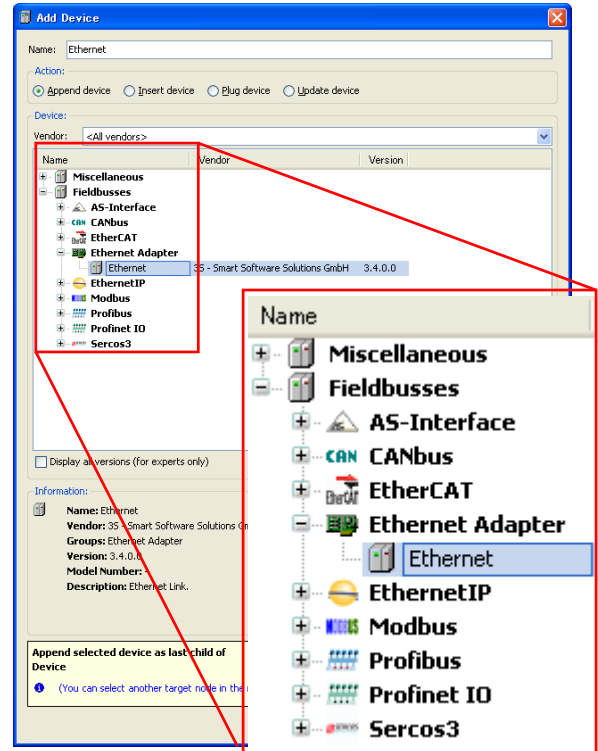 Add Device
Name: Ethernet
Action:
Append device Insert device Plug device Update device
Device:
Vendor: <All vendors>
Name Vendor Version
Miscellaneous
Fieldbusses
AS-Interface
CAN CANbus
EtherCAT EtherCAT
Ethernet Adapter
Ethernet 3S - Smart Software Solutions GmbH 3.4.0.0
EthernetIP
Modbus
Profibus
Profinet IO
Sercos3
Display all versions (for experts only)
Information:
Name: Ethernet
Vendor: 3S - Smart Software Solutions
Groups: Ethernet Adapter
Version: 3.4.0.0
Model Number: -
Description: Ethernet Link.
Append selected device as last child of
Device
(You can select another target node in the
Name
Miscellaneous
Fieldbusses
AS-Interface
CAN CANbus
EtherCAT EtherCAT
Ethernet Adapter
Ethernet
EthernetIP
MODBUS Modbus
Profibus
Profinet IO
Sercos3